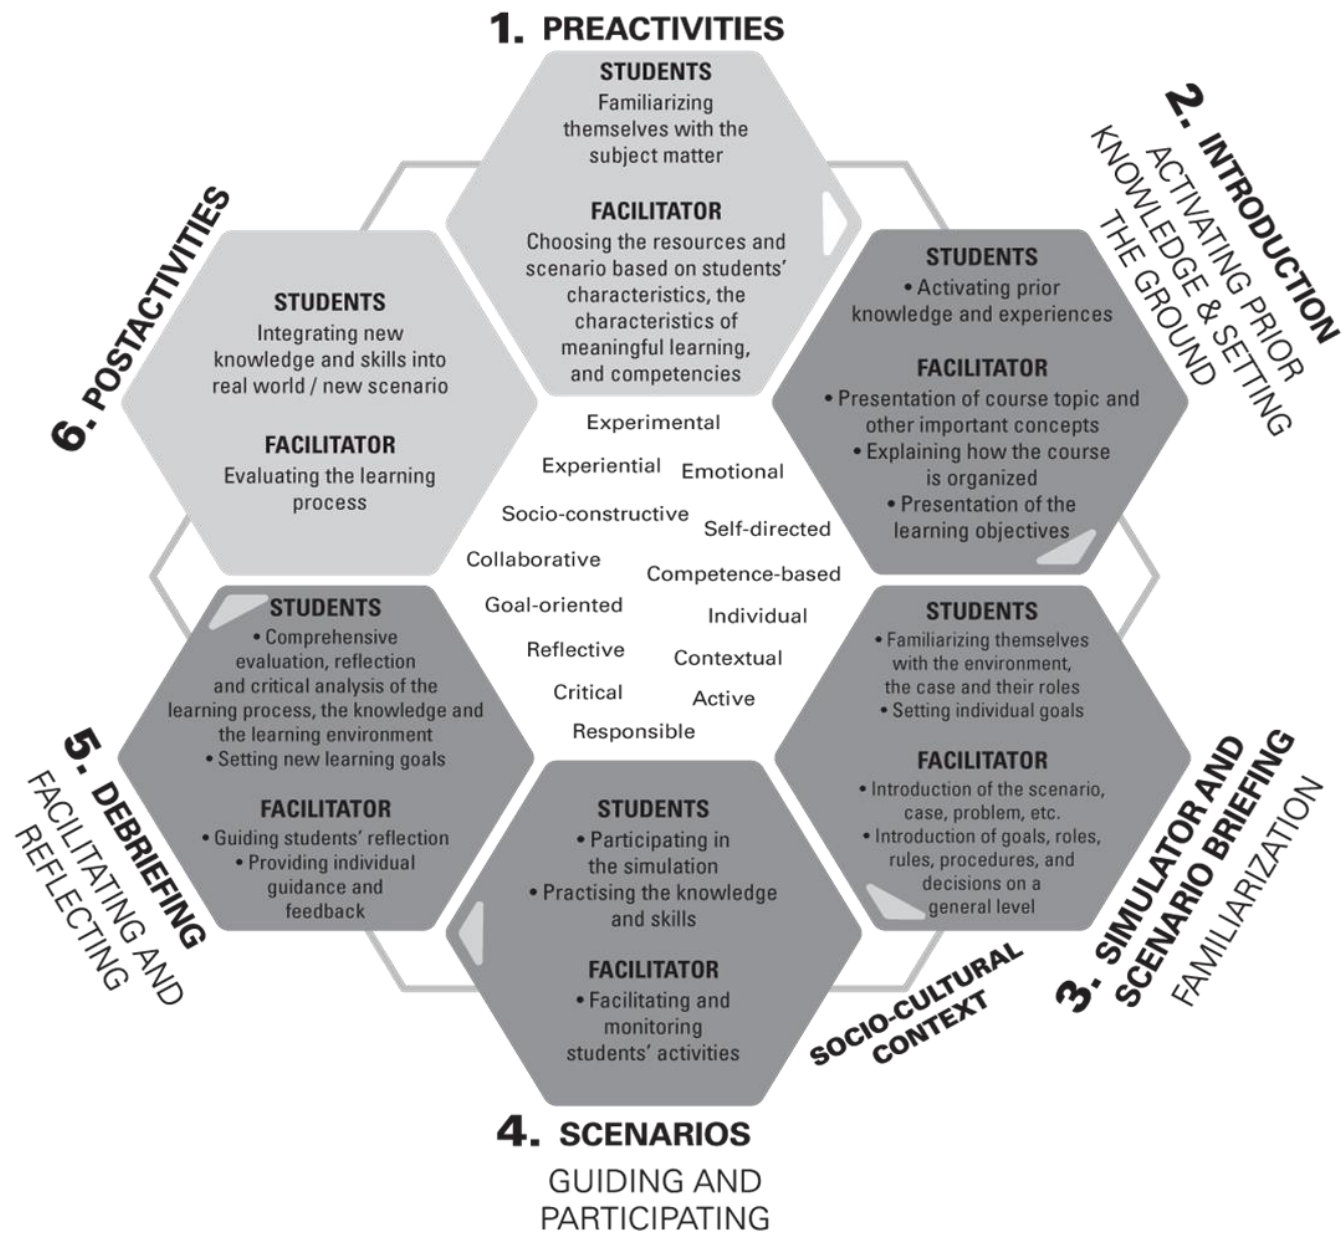 1. PREACTIVITIES
STUDENTS
Familiarizing
themselves with the
subject matter
FACILITATOR
Choosing the resources and
scenario based on students’
characteristics, the
characteristics of
meaningful learning,
and competencies
2. INTRODUCTION
ACTIVATING PRIOR
KNOWLEDGE & SETTING
THE GROUND
STUDENTS
• Activating prior
knowledge and experiences
FACILITATOR
• Presentation of course topic and
other important concepts
• Explaining how the course
is organized
• Presentation of the
learning objectives
3. SIMULATOR AND
SCENARIO BRIEFING
FAMILIARIZATION
STUDENTS
• Familiarizing themselves
with the environment,
the case and their roles
• Setting individual goals
FACILITATOR
• Introduction of the scenario,
case, problem, etc.
• Introduction of goals, roles,
rules, procedures, and
decisions on a
general level
SOCIO-CULTURAL
CONTEXT
4. SCENARIOS
GUIDING AND
PARTICIPATING
STUDENTS
• Participating in
the simulation
• Practising the knowledge
and skills
FACILITATOR
• Facilitating and
monitoring
students’ activities
5. DEBRIEFING
FACILITATING AND
REFLECTING
STUDENTS
• Comprehensive
evaluation, reflection
and critical analysis of the
learning process, the knowledge and
the learning environment
• Setting new learning goals
FACILITATOR
• Guiding students’ reflection
• Providing individual
guidance and
feedback
6. POSTACTIVITIES
STUDENTS
Integrating new
knowledge and skills into
real world / new scenario
FACILITATOR
Evaluating the learning
process
Experimental
Experiential
Emotional
Socio-constructive
Self-directed
Collaborative
Competence-based
Goal-oriented
Individual
Reflective
Contextual
Critical
Active
Responsible